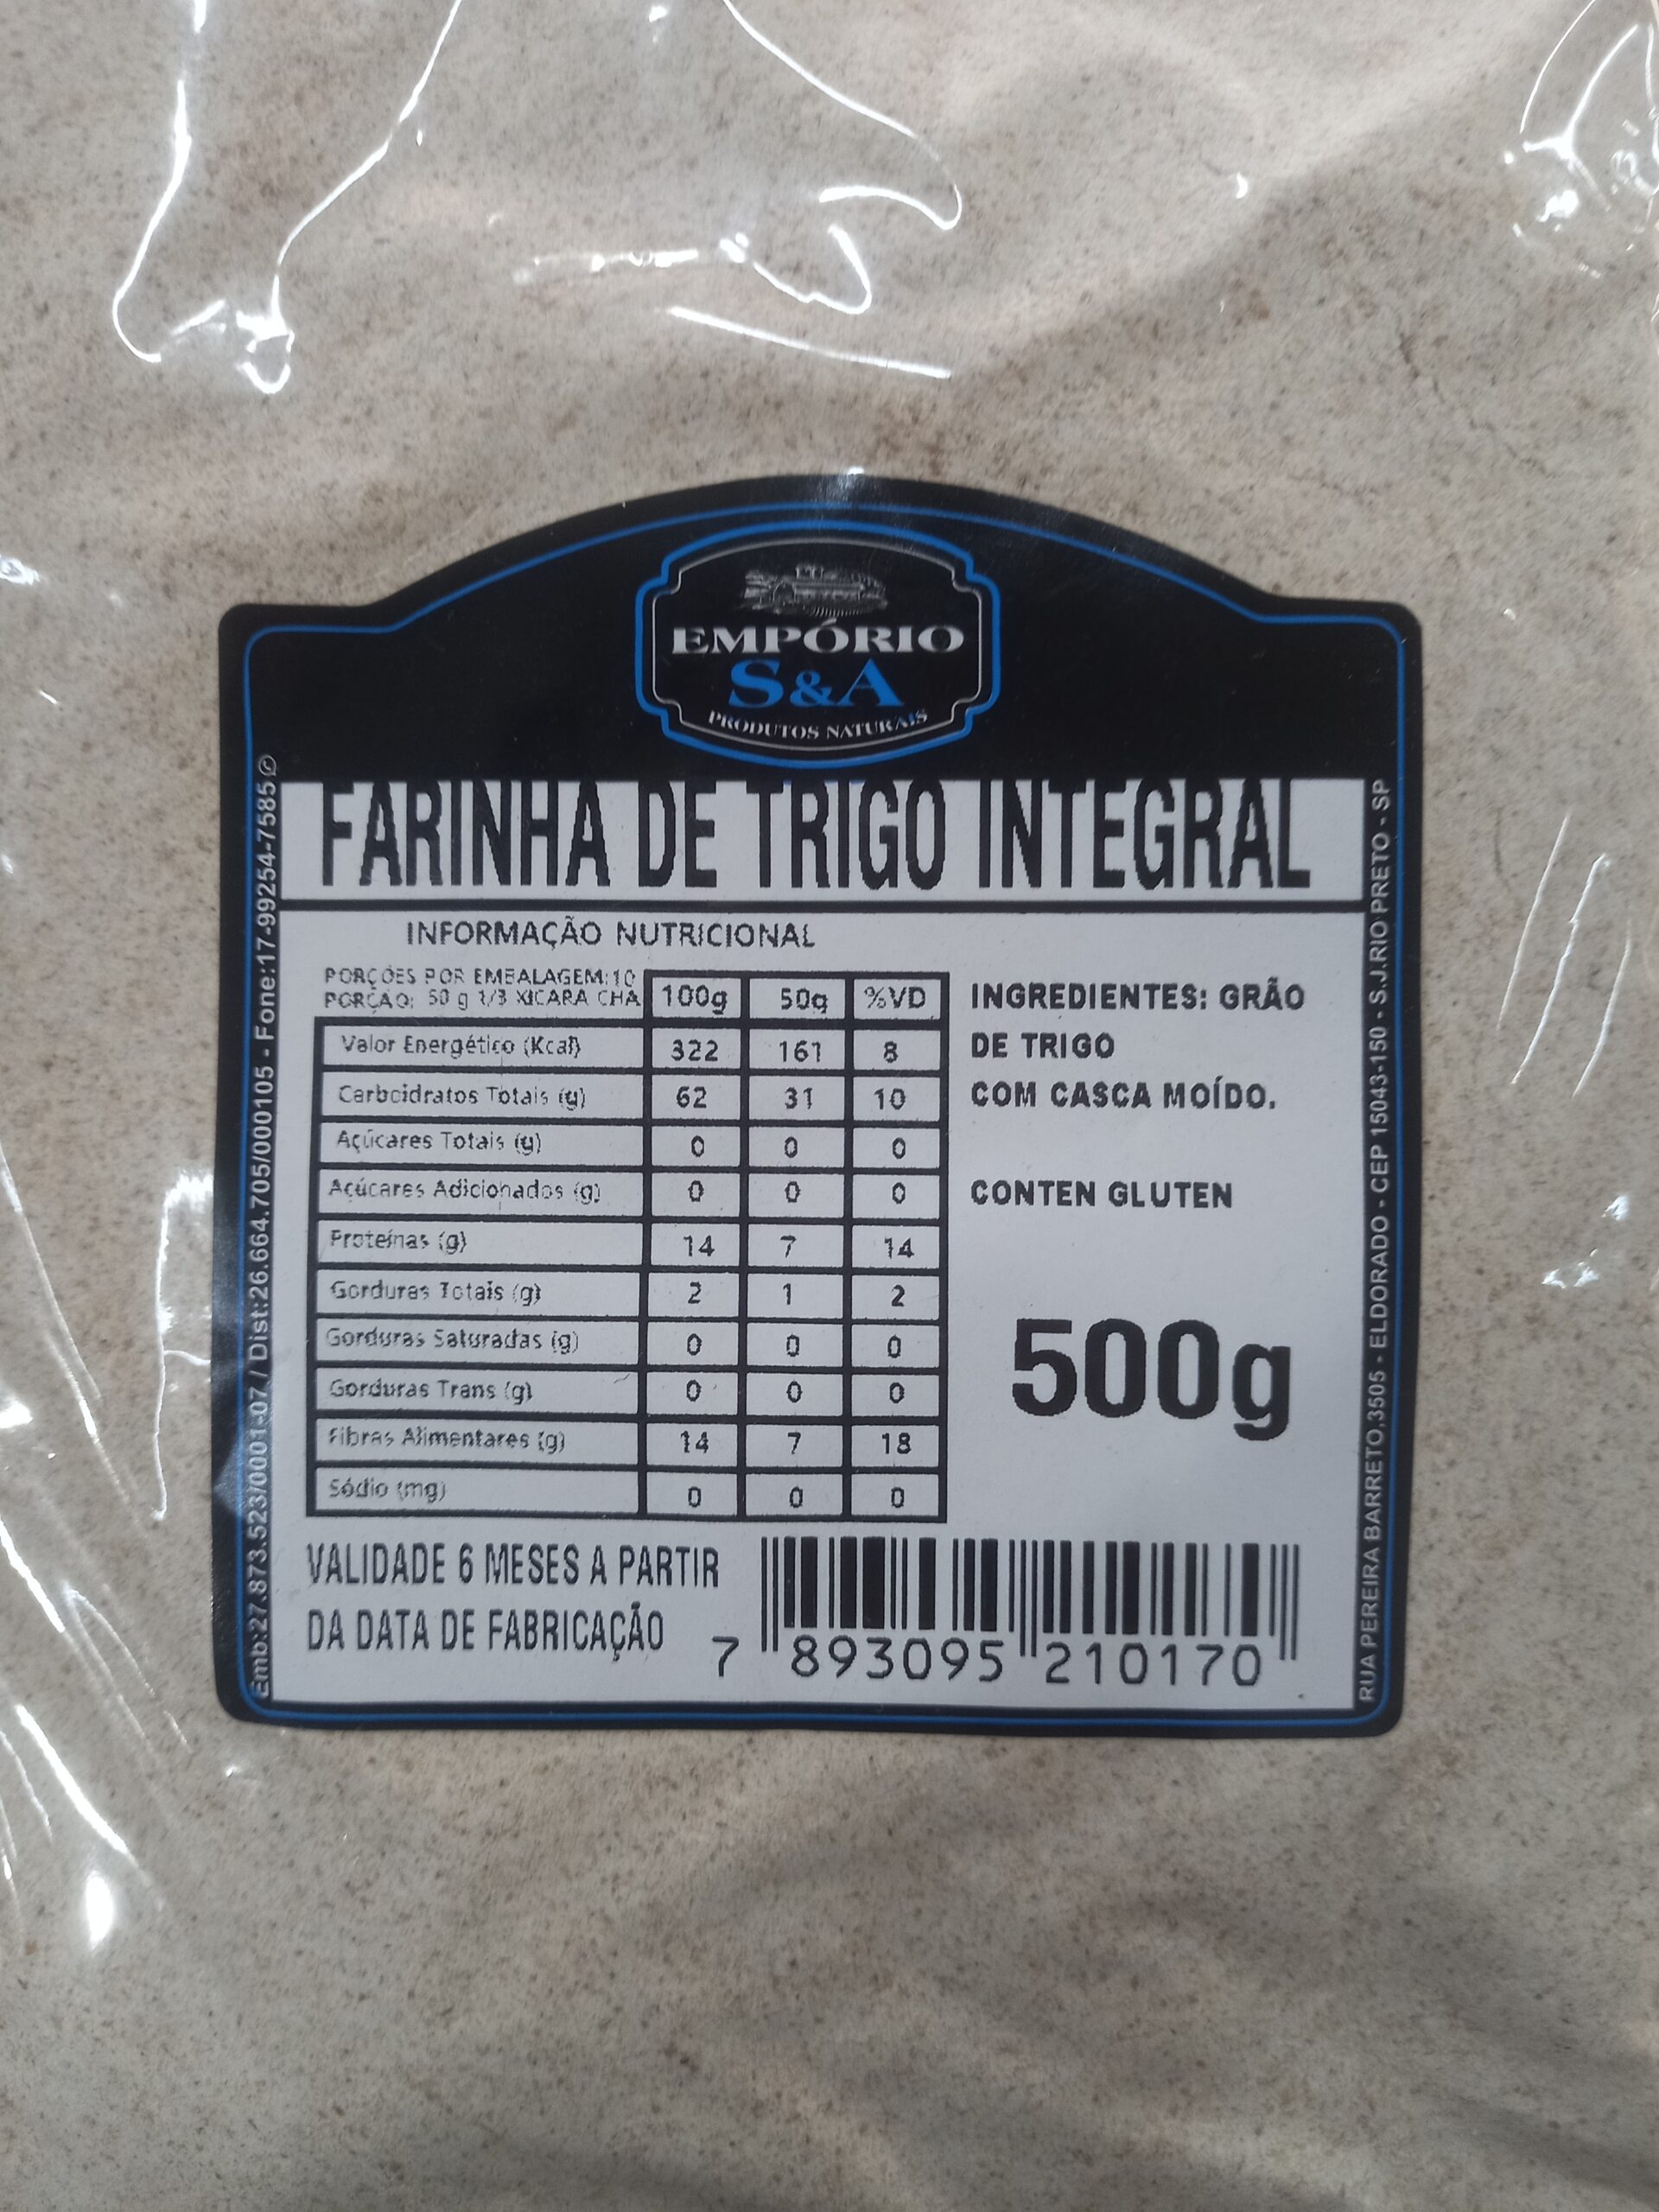 EMPÓRIO
S&A
PRODUTOS NATURAIS
FARINHA DE TRIGO INTEGRAL
INFORMAÇÃO NUTRICIONAL
PORÇÕES POR EMBALAGEM:10
PORÇÃO: 50 g 1/3 XICARA CHA 100g 50g %VD
Valor Energético (Kcal) 322 161 8
Carboidratos Totais (g) 62 31 10
Açúcares Totais (g) 0 0 0
Açúcares Adicionados (g) 0 0 0
Proteínas (g) 14 7 14
Gorduras Totais (g) 2 1 2
Gorduras Saturadas (g) 0 0 0
Gorduras Trans (g) 0 0 0
Fibras Alimentares (g) 14 7 18
Sódio (mg) 0 0 0
INGREDIENTES: GRÃO
DE TRIGO
COM CASCA MOÍDO.
CONTEN GLUTEN
500g
VALIDADE 6 MESES A PARTIR
DA DATA DE FABRICAÇÃO
7 893095 210170
Emb:27.873.523/0001-07 / Dist:26.664.705/000105 - Fone:17-99254-7585 ©
RUA PEREIRA BARRETO,3505 - ELDORADO - CEP 15043-150 - S.J.RIO PRETO - SP